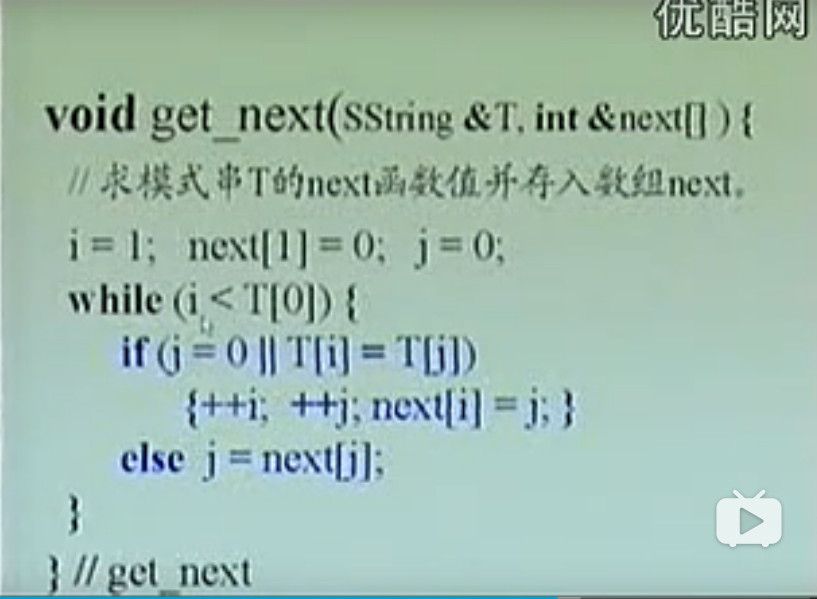 优酷网
void get_next(SString &T, int &next[] ) {
// 求模式串T的next函数值并存入数组next。
i = 1; next[1] = 0; j = 0;
while (i < T[0]) {
if (j = 0 || T[i] = T[j])
{++i; ++j; next[i] = j; }
else j = next[j];
}
} // get_next